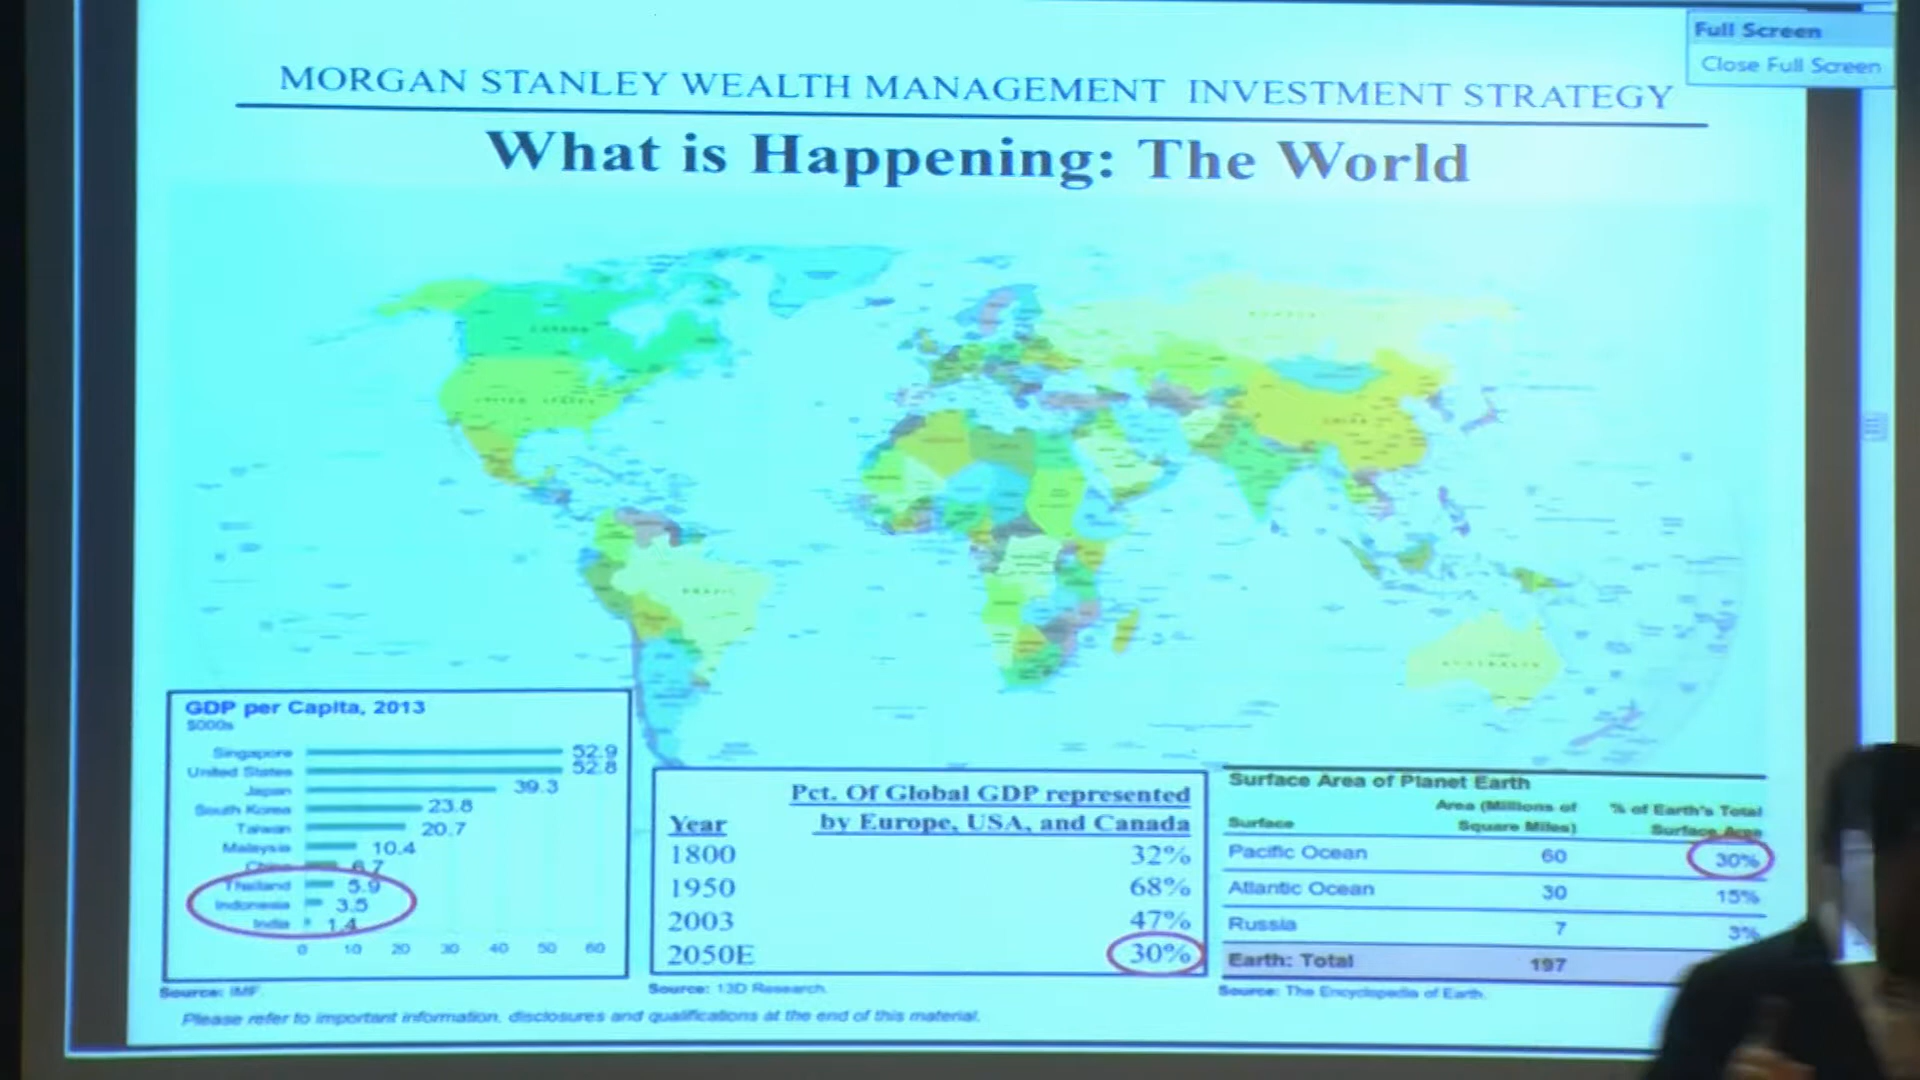 Full Screen
Close Full Screen
MORGAN STANLEY WEALTH MANAGEMENT INVESTMENT STRATEGY
What is Happening: The World
CANADA
UNITED STATES
RUSSIA
CHINA
BRAZIL
AUSTRALIA
GDP per Capita, 2013
$000s
Singapore 52.9
United States 52.8
Japan 39.3
South Korea 23.8
Taiwan 20.7
Malaysia 10.4
China 6.7
Thailand 5.9
Indonesia 3.5
India 1.4
0 10 20 30 40 50 60
Source: IMF.
Pct. Of Global GDP represented
Year by Europe, USA, and Canada
1800 32%
1950 68%
2003 47%
2050E 30%
Source: 13D Research.
Surface Area of Planet Earth
Area (Millions of % of Earth's Total
Surface Square Miles) Surface Area
Pacific Ocean 60 30%
Atlantic Ocean 30 15%
Russia 7 3%
Earth: Total 197
Source: The Encyclopedia of Earth.
Please refer to important information, disclosures and qualifications at the end of this material.